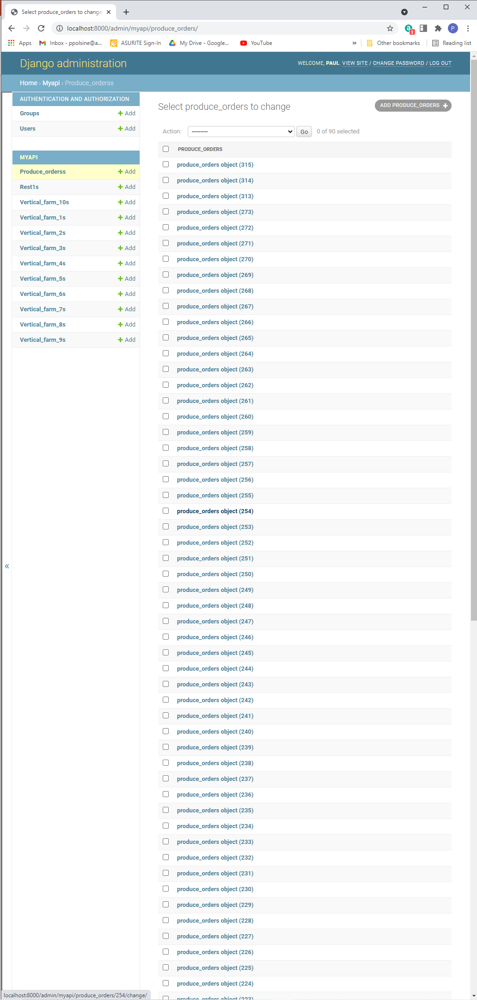 Select produce_orders to change
localhost:8000/admin/myapi/produce_orders/
1
P
Apps
Inbox - ppolsine@a...
ASURITE Sign-In
My Drive - Google...
YouTube
»
Other bookmarks
Reading list
Django administration
WELCOME, PAUL. VIEW SITE / CHANGE PASSWORD / LOG OUT
Home › Myapi › Produce_orderss
AUTHENTICATION AND AUTHORIZATION
Groups + Add
Users + Add
MYAPI
Produce_orderss + Add
Rest1s + Add
Vertical_farm_10s + Add
Vertical_farm_1s + Add
Vertical_farm_2s + Add
Vertical_farm_3s + Add
Vertical_farm_4s + Add
Vertical_farm_5s + Add
Vertical_farm_6s + Add
Vertical_farm_7s + Add
Vertical_farm_8s + Add
Vertical_farm_9s + Add
«
Select produce_orders to change
ADD PRODUCE_ORDERS +
Action: --------- Go 0 of 90 selected
PRODUCE_ORDERS
produce_orders object (315)
produce_orders object (314)
produce_orders object (313)
produce_orders object (273)
produce_orders object (272)
produce_orders object (271)
produce_orders object (270)
produce_orders object (269)
produce_orders object (268)
produce_orders object (267)
produce_orders object (266)
produce_orders object (265)
produce_orders object (264)
produce_orders object (263)
produce_orders object (262)
produce_orders object (261)
produce_orders object (260)
produce_orders object (259)
produce_orders object (258)
produce_orders object (257)
produce_orders object (256)
produce_orders object (255)
produce_orders object (254)
produce_orders object (253)
produce_orders object (252)
produce_orders object (251)
produce_orders object (250)
produce_orders object (249)
produce_orders object (248)
produce_orders object (247)
produce_orders object (246)
produce_orders object (245)
produce_orders object (244)
produce_orders object (243)
produce_orders object (242)
produce_orders object (241)
produce_orders object (240)
produce_orders object (239)
produce_orders object (238)
produce_orders object (237)
produce_orders object (236)
produce_orders object (235)
produce_orders object (234)
produce_orders object (233)
produce_orders object (232)
produce_orders object (231)
produce_orders object (230)
produce_orders object (229)
produce_orders object (228)
produce_orders object (227)
produce_orders object (226)
produce_orders object (225)
produce_orders object (224)
produce_orders object (223)
localhost:8000/admin/myapi/produce_orders/254/change/